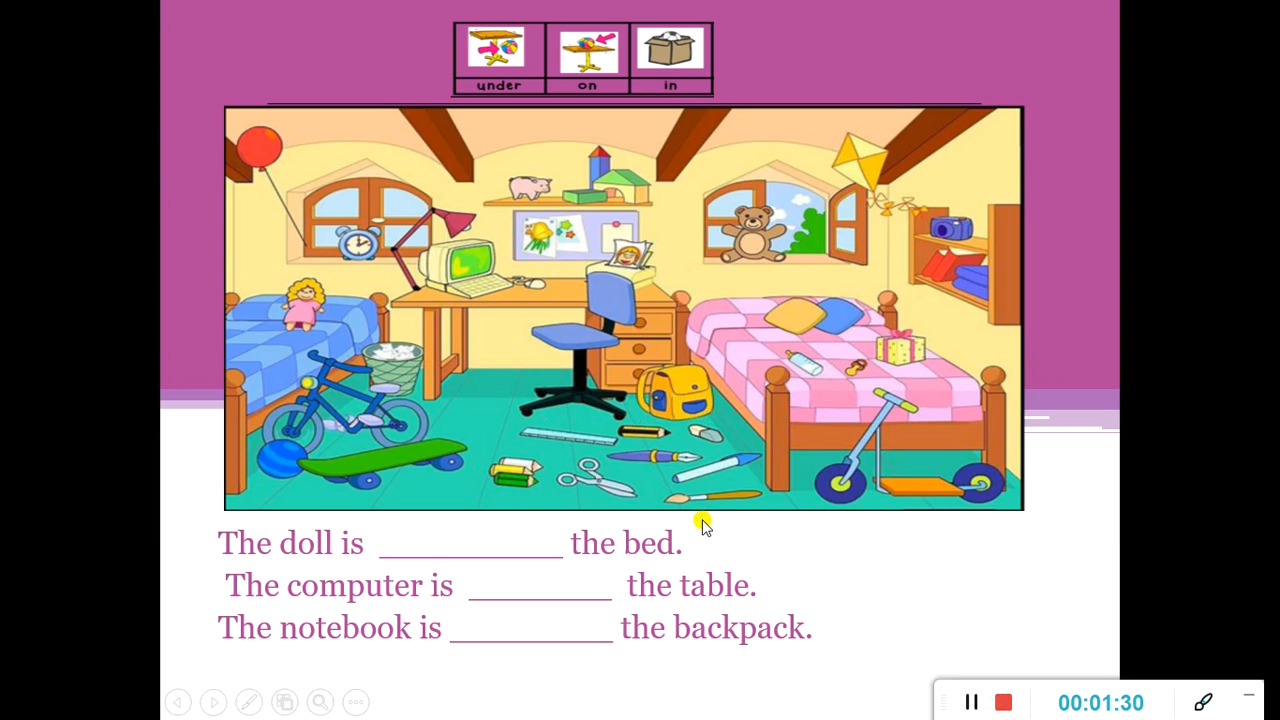 under on in
The doll is ___________ the bed.
The computer is _________ the table.
The notebook is __________ the backpack.
00:01:30